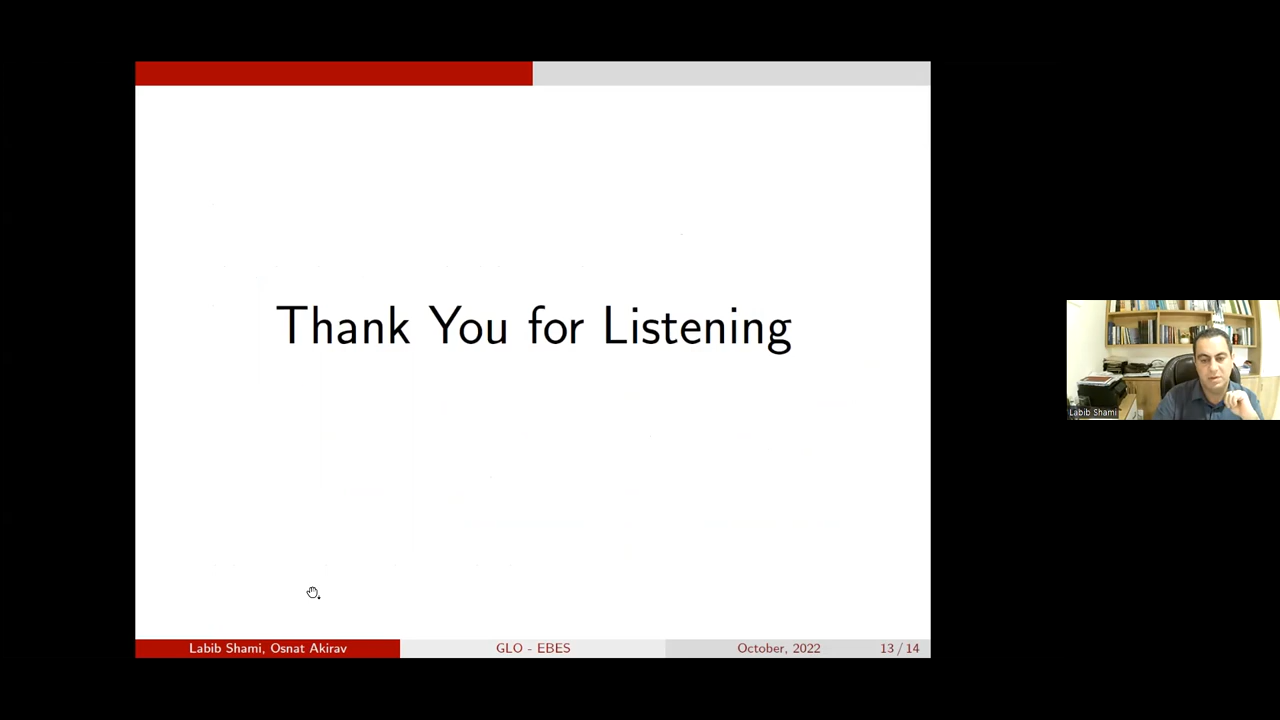 Thank You for Listening
Labib Shami
Labib Shami, Osnat Akirav
GLO - EBES
October, 2022
13 / 14